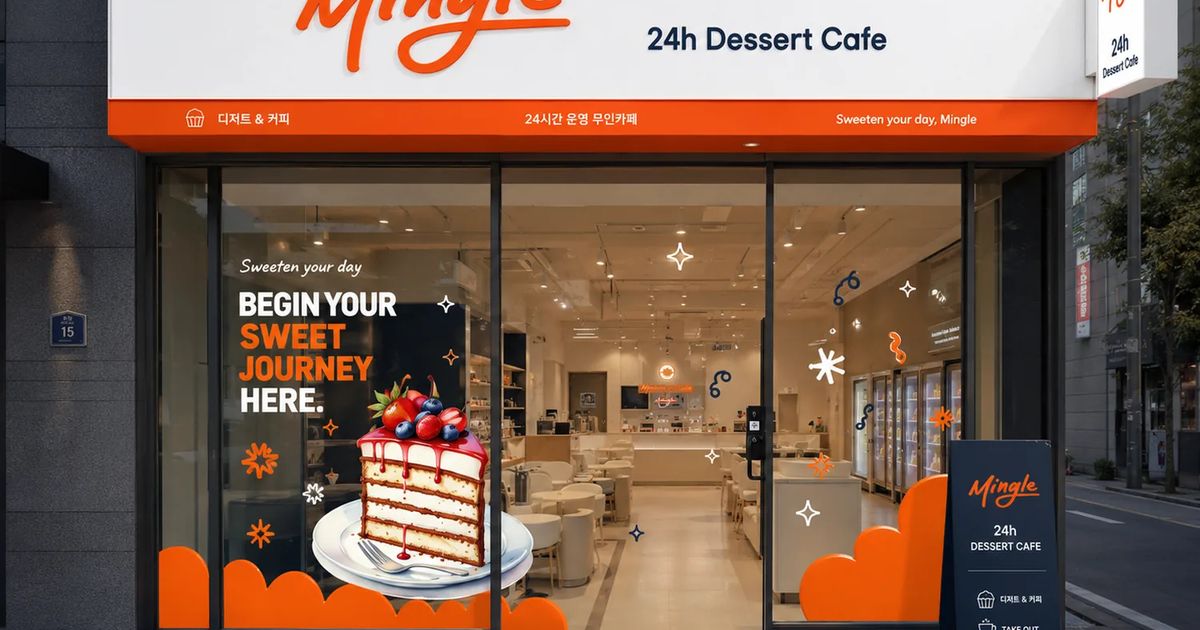 Mingle
24h Dessert Cafe
24h
Dessert Cafe
디저트 & 커피
24시간 운영 무인카페
Sweeten your day, Mingle
Sweeten your day
BEGIN YOUR
SWEET
JOURNEY
HERE.
15
Mingle
24h
DESSERT CAFE
디저트 & 커피
TAKE OUT